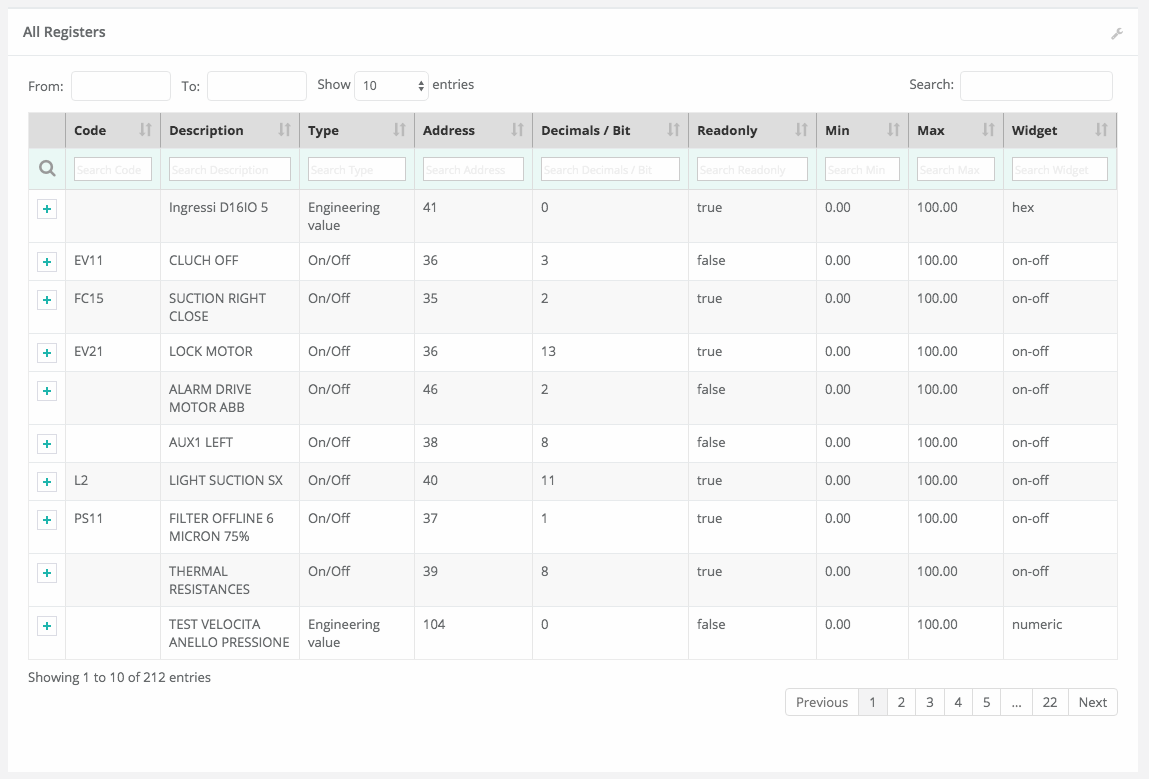 All Registers
From: To: Show 10 entries Search:
Code Description Type Address Decimals / Bit Readonly Min Max Widget
Search Code Search Description Search Type Search Address Search Decimals / Bit Search Readonly Search Min Search Max Search Widget
Ingressi D16IO 5 Engineering 41 0 true 0.00 100.00 hex
value
EV11 CLUCH OFF On/Off 36 3 false 0.00 100.00 on-off
FC15 SUCTION RIGHT On/Off 35 2 true 0.00 100.00 on-off
CLOSE
EV21 LOCK MOTOR On/Off 36 13 true 0.00 100.00 on-off
ALARM DRIVE On/Off 46 2 false 0.00 100.00 on-off
MOTOR ABB
AUX1 LEFT On/Off 38 8 false 0.00 100.00 on-off
L2 LIGHT SUCTION SX On/Off 40 11 true 0.00 100.00 on-off
PS11 FILTER OFFLINE 6 On/Off 37 1 true 0.00 100.00 on-off
MICRON 75%
THERMAL On/Off 39 8 true 0.00 100.00 on-off
RESISTANCES
TEST VELOCITA Engineering 104 0 false 0.00 100.00 numeric
ANELLO PRESSIONE value
Showing 1 to 10 of 212 entries
Previous 1 2 3 4 5 ... 22 Next